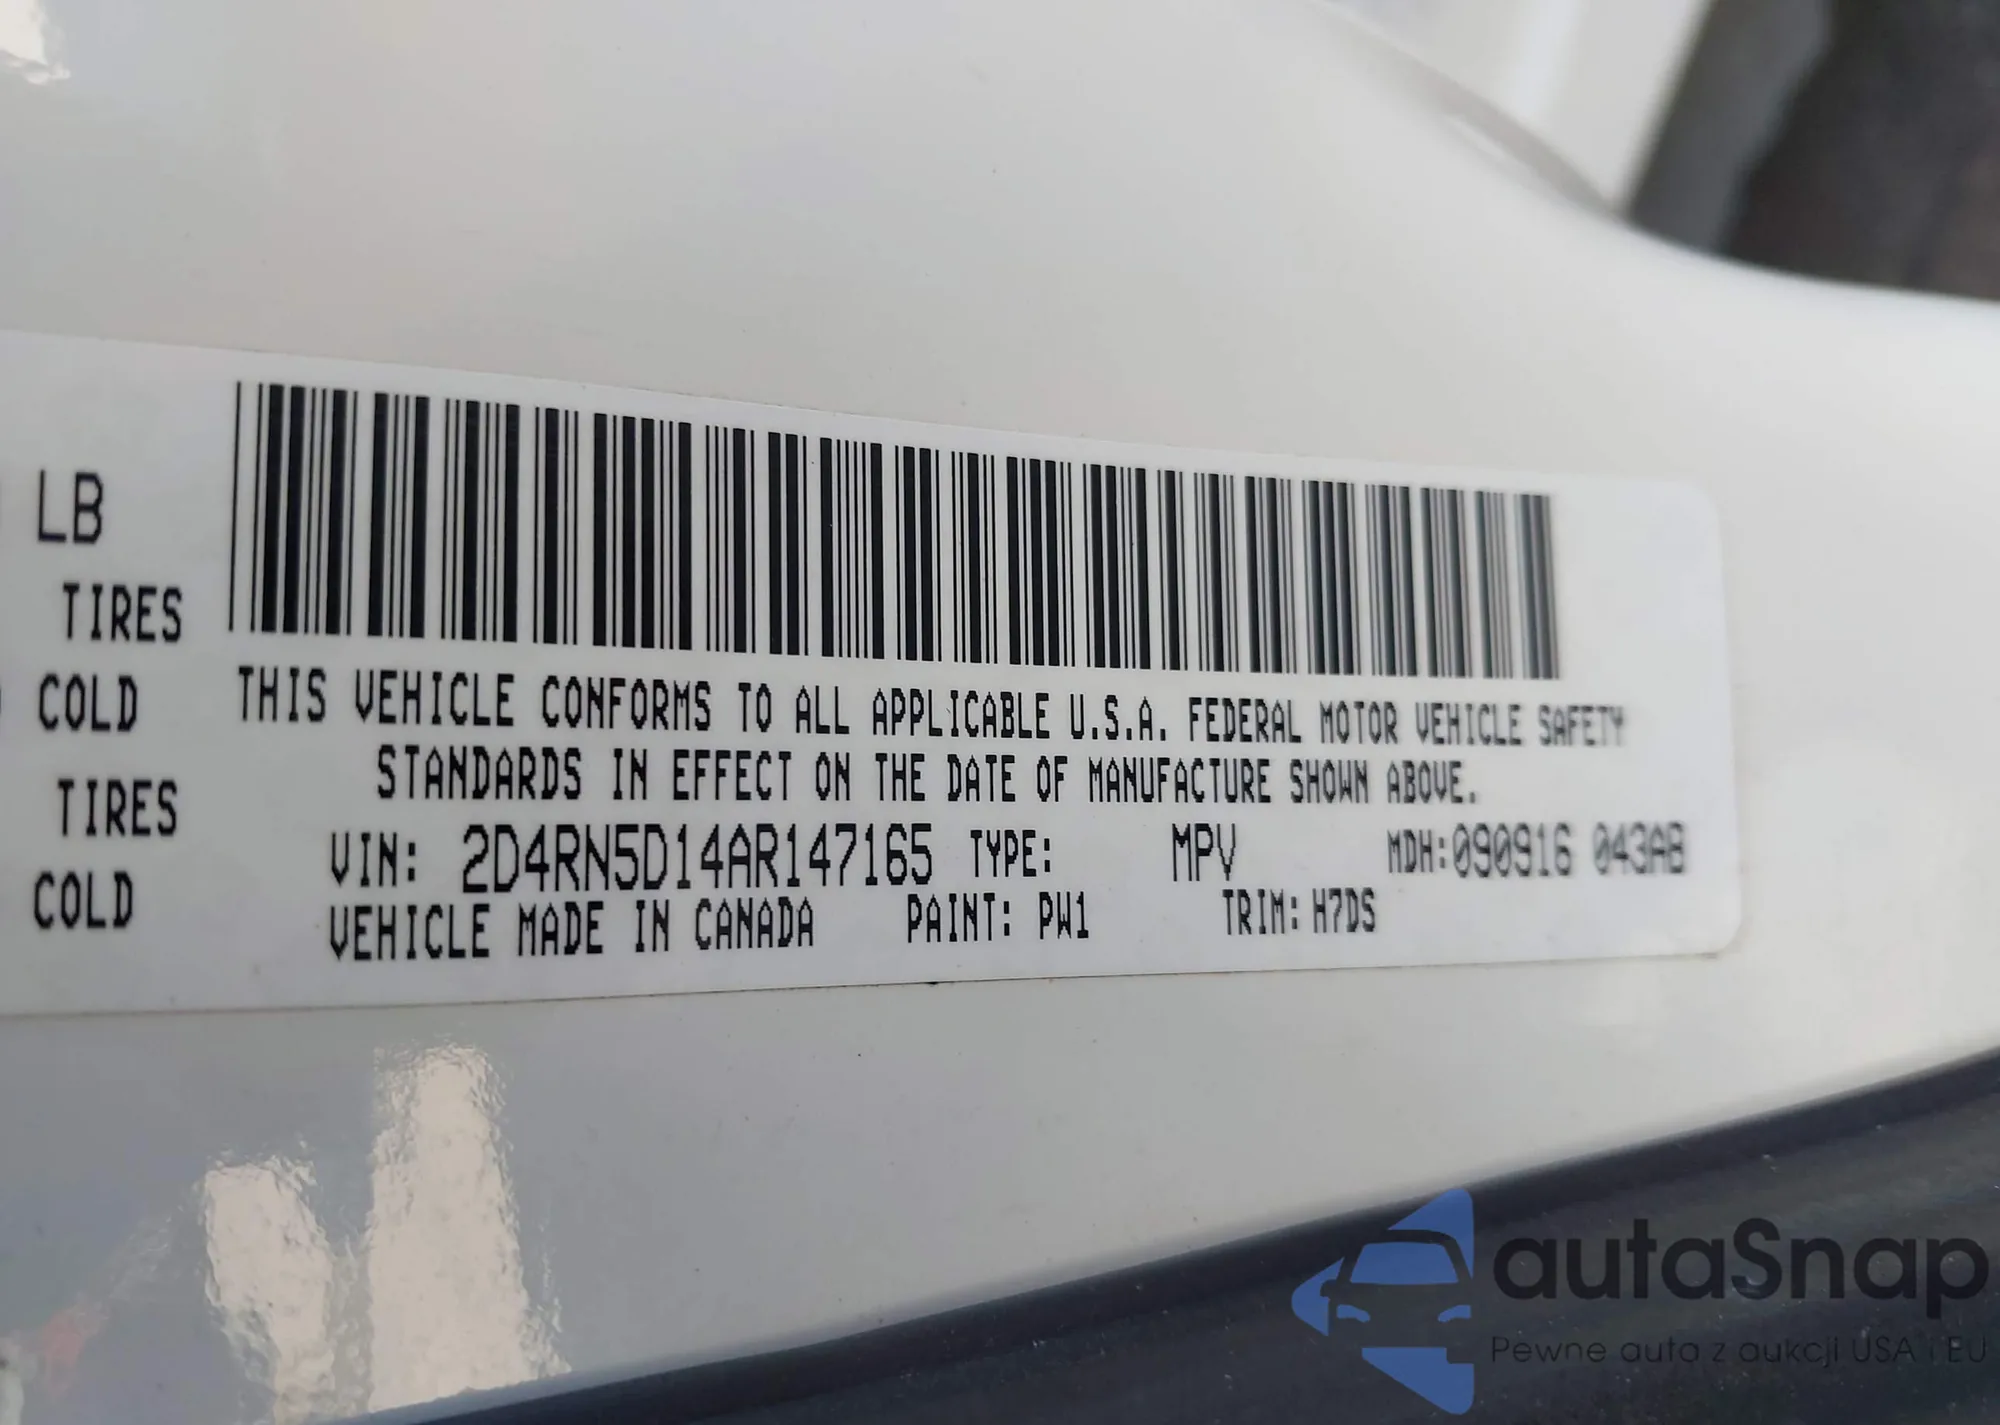 LB
TIRES
COLD
TIRES
COLD
THIS VEHICLE CONFORMS TO ALL APPLICABLE U.S.A. FEDERAL MOTOR VEHICLE SAFETY
STANDARDS IN EFFECT ON THE DATE OF MANUFACTURE SHOWN ABOVE.
VIN: 2D4RN5D14AR147165 TYPE: MPV MDH:090916 043AB
VEHICLE MADE IN CANADA PAINT: PW1 TRIM: H7DS
autaSnap
Pewne auta z aukcji USA i EU